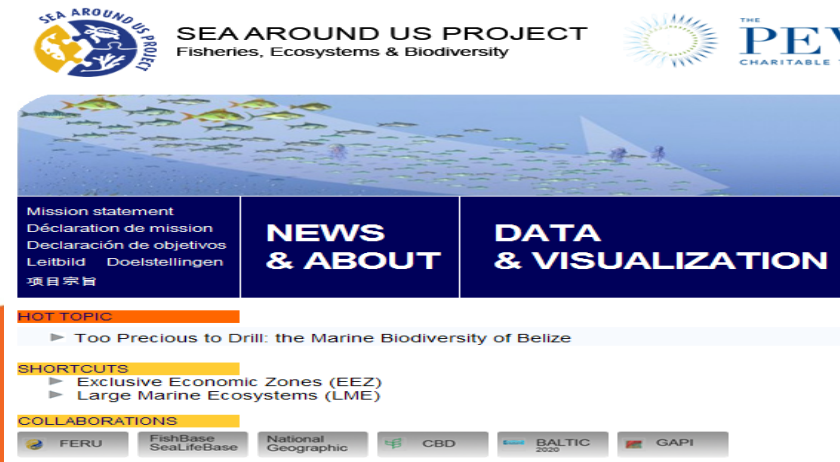 SEA AROUND US PROJECT
SEA AROUND US PROJECT
Fisheries, Ecosystems & Biodiversity
THE
CHARITABLE
Mission statement
Déclaration de mission
Declaración de objetivos
Leitbild Doelstellingen
项目宗旨
NEWS
& ABOUT
DATA
& VISUALIZATION
HOT TOPIC
Too Precious to Drill: the Marine Biodiversity of Belize
SHORTCUTS
Exclusive Economic Zones (EEZ)
Large Marine Ecosystems (LME)
COLLABORATIONS
FERU
FishBase
SeaLifeBase
National
Geographic
CBD
BALTIC
2020
GAPI